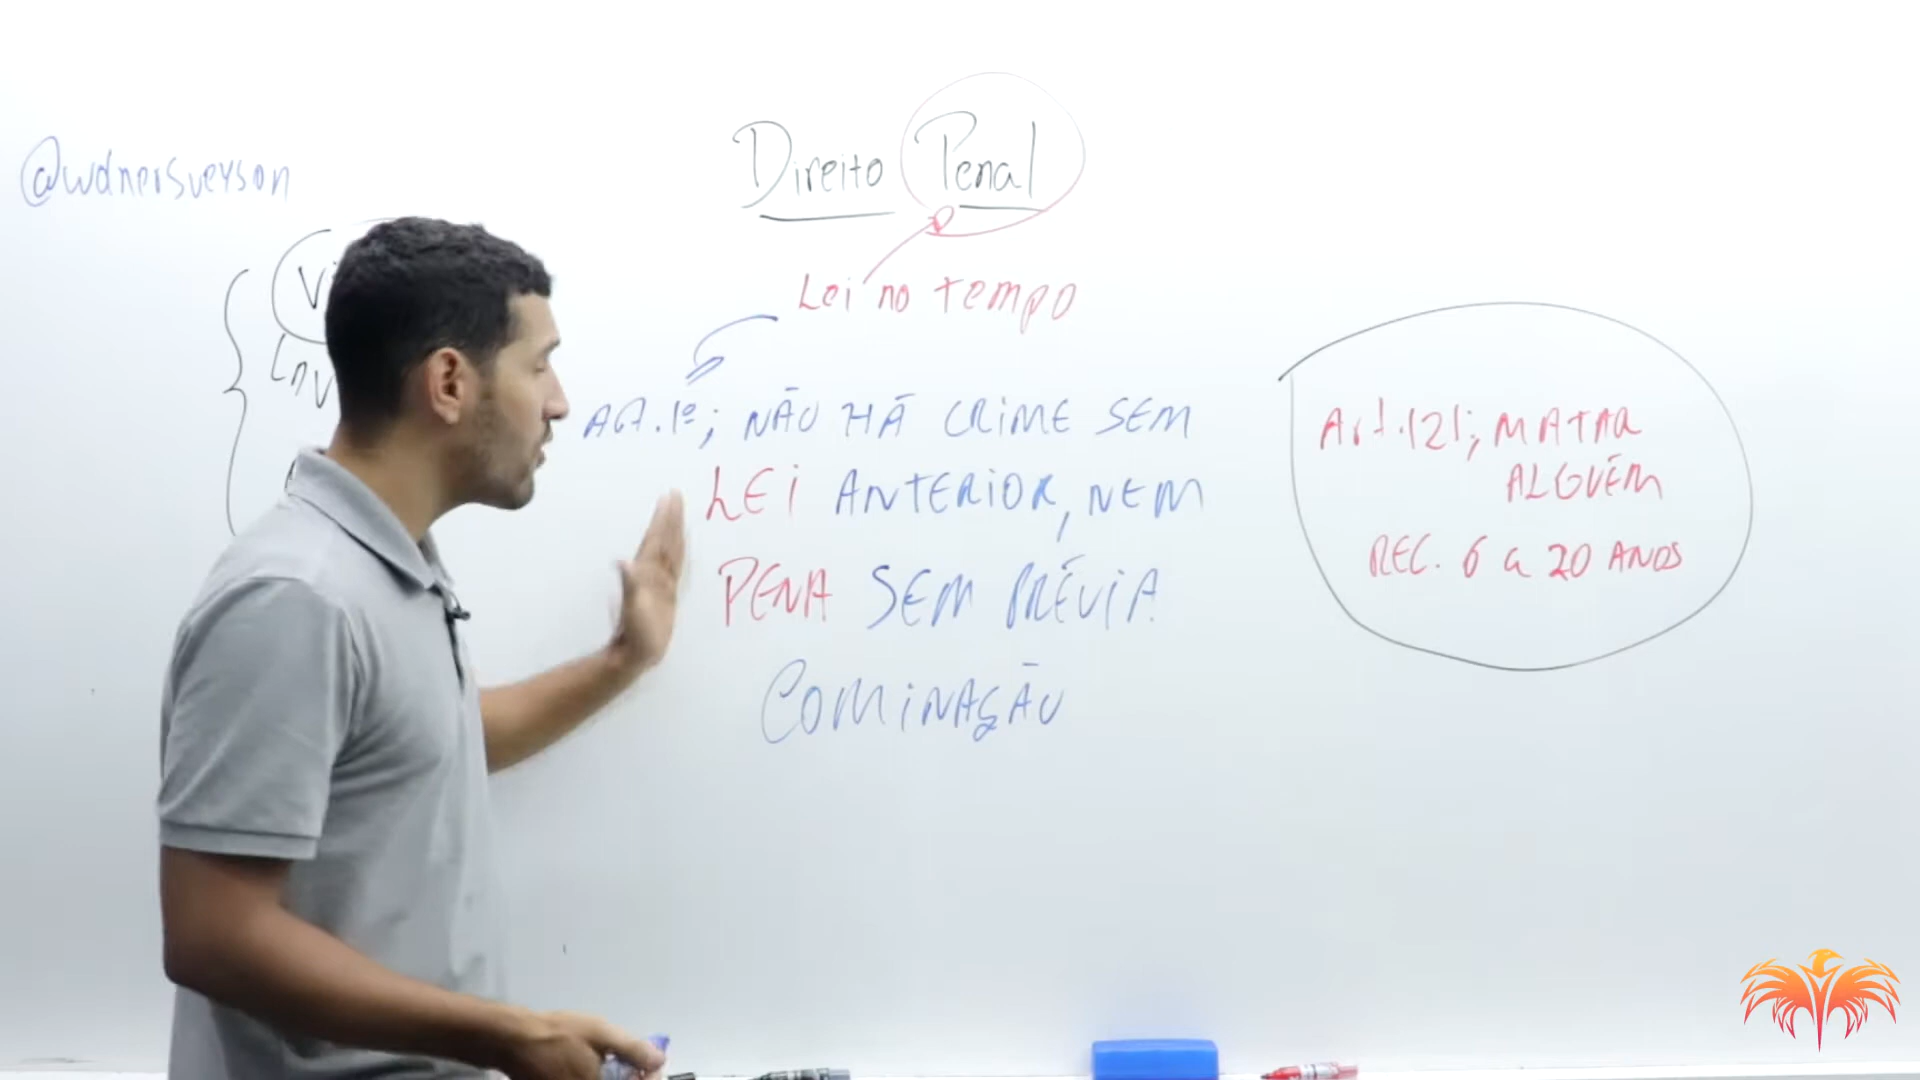 @wdnersveyson
Direito Penal
Lei no tempo
Art. 1º; NÃO HÁ CRIME SEM
LEI ANTERIOR, NEM
PENA SEM PRÉVIA
COMINAÇÃO
Art. 121; MATAR
ALGUÉM
REC. 6 a 20 ANOS